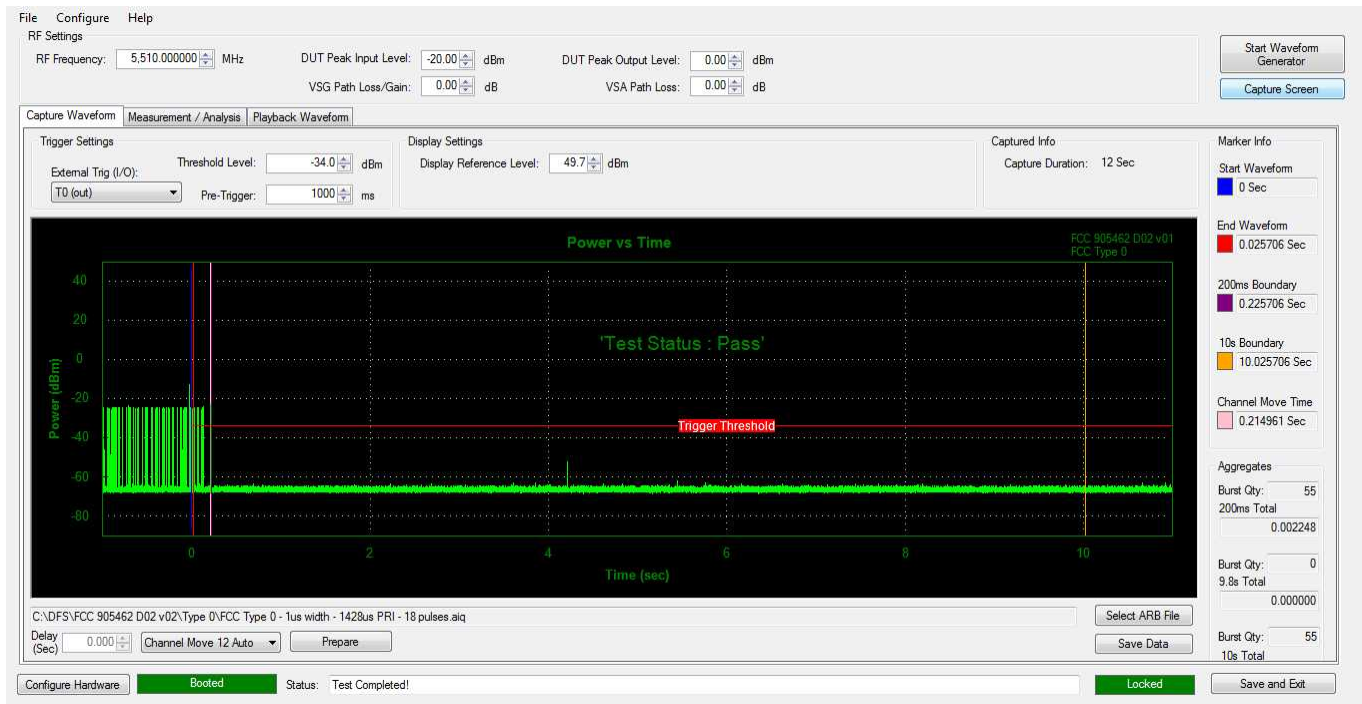 File Configure Help
RF Settings
RF Frequency: 5,510.000000 MHz DUT Peak Input Level: -20.00 dBm DUT Peak Output Level: 0.00 dBm
VSG Path Loss/Gain: 0.00 dB VSA Path Loss: 0.00 dB
Start Waveform
Generator
Capture Screen
Capture Waveform Measurement / Analysis Playback Waveform
Trigger Settings
External Trig (I/O):
T0 (out)
Threshold Level: -34.0 dBm
Pre-Trigger: 1000 ms
Display Settings
Display Reference Level: 49.7 dBm
Captured Info
Capture Duration: 12 Sec
Power vs Time
FCC 905462 D02 v01
FCC Type 0
'Test Status : Pass'
Trigger Threshold
Power (dBm)
40
20
0
-20
-40
-60
-80
0 2 4 6 8 10
Time (sec)
Marker Info
Start Waveform
0 Sec
End Waveform
0.025706 Sec
200ms Boundary
0.225706 Sec
10s Boundary
10.025706 Sec
Channel Move Time
0.214961 Sec
Aggregates
Burst Qty: 55
200ms Total
0.002248
Burst Qty: 0
9.8s Total
0.000000
Burst Qty: 55
10s Total
C:\DFS\FCC 905462 D02 v02\Type 0\FCC Type 0 - 1us width - 1428us PRI - 18 pulses.aiq
Select ARB File
Delay
(Sec) 0.000 Channel Move 12 Auto Prepare
Save Data
Configure Hardware Booted Status: Test Completed! Locked Save and Exit